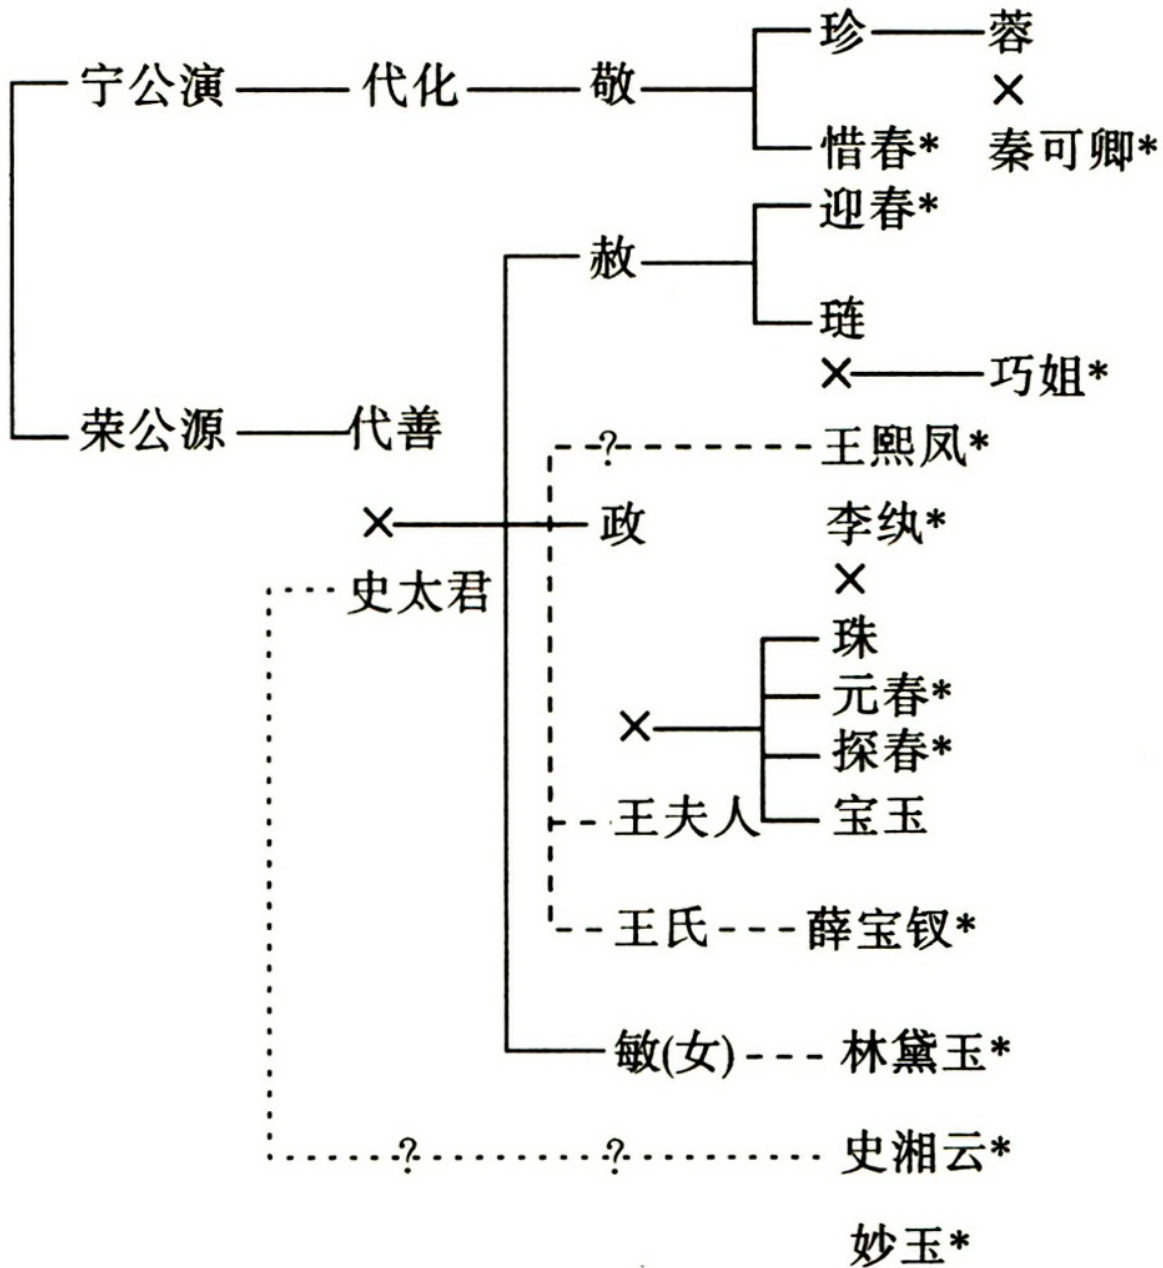 珍 蓉
宁公演 代化 敬 ×
惜春* 秦可卿*
迎春*
赦
琏
× 巧姐*
荣公源 代善
? 王熙凤*
× 政 李纨*
×
史太君
珠
元春*
×
探春*
王夫人 宝玉
王氏 薛宝钗*
敏(女) 林黛玉*
? ? 史湘云*
妙玉*